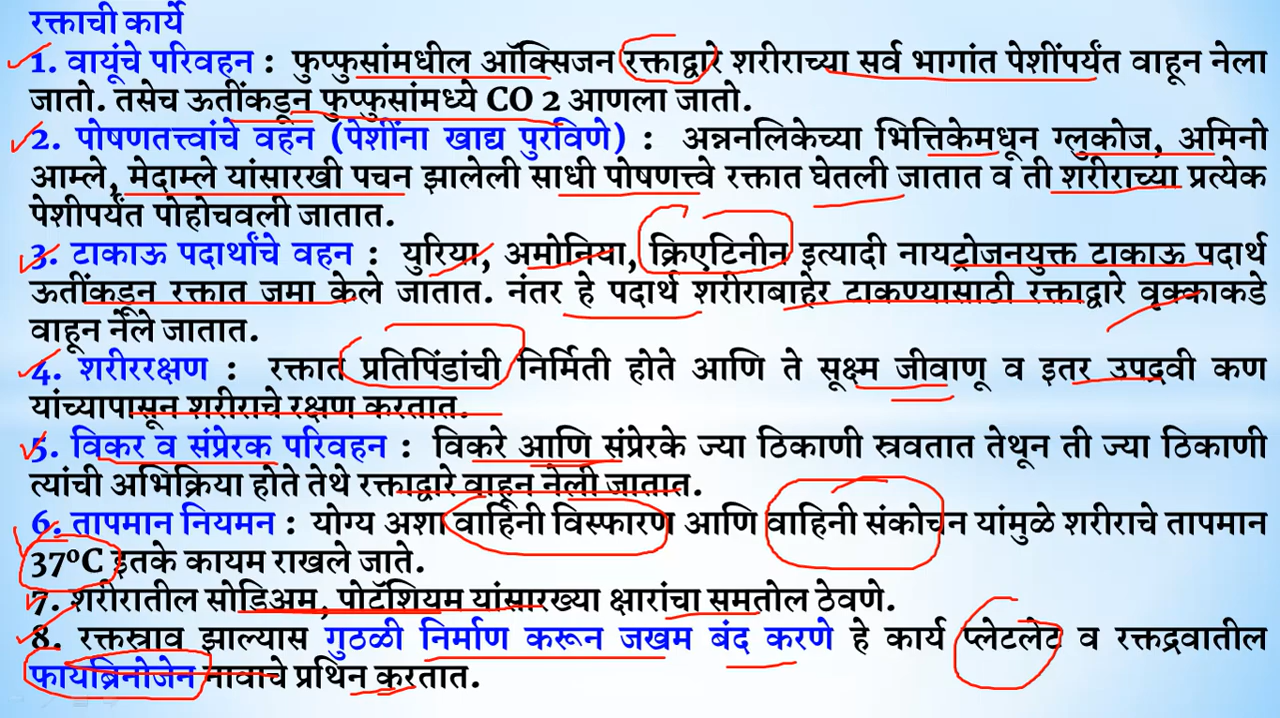 रक्ताची कार्ये
1. वायूंचे परिवहन : फुप्फुसांमधील ऑक्सिजन रक्ताद्वारे शरीराच्या सर्व भागांत पेशींपर्यंत वाहून नेला
जातो. तसेच ऊतींकडून फुप्फुसांमध्ये CO 2 आणला जातो.
2. पोषणतत्त्वांचे वहन (पेशींना खाद्य पुरविणे) : अन्ननलिकेच्या भित्तिकेमधून ग्लुकोज, अमिनो
आम्ले, मेदाम्ले यांसारखी पचन झालेली साधी पोषणत्त्वे रक्तात घेतली जातात व ती शरीराच्या प्रत्येक
पेशीपर्यंत पोहोचवली जातात.
3. टाकाऊ पदार्थांचे वहन : युरिया, अमोनिया, क्रिएटिनीन इत्यादी नायट्रोजनयुक्त टाकाऊ पदार्थ
ऊतींकडून रक्तात जमा केले जातात. नंतर हे पदार्थ शरीराबाहेर टाकण्यासाठी रक्ताद्वारे वृक्काकडे
वाहून नेले जातात.
4. शरीररक्षण : रक्तात प्रतिपिंडांची निर्मिती होते आणि ते सूक्ष्म जीवाणू व इतर उपद्रवी कण
यांच्यापासून शरीराचे रक्षण करतात.
5. विकर व संप्रेरक परिवहन : विकरे आणि संप्रेरके ज्या ठिकाणी स्रवतात तेथून ती ज्या ठिकाणी
त्यांची अभिक्रिया होते तेथे रक्ताद्वारे वाहून नेली जातात.
6. तापमान नियमन : योग्य अशा वाहिनी विस्फारण आणि वाहिनी संकोचन यांमुळे शरीराचे तापमान
37⁰C इतके कायम राखले जाते.
7. शरीरातील सोडिअम, पोटॅशियम यांसारख्या क्षारांचा समतोल ठेवणे.
8. रक्तस्राव झाल्यास गुठळी निर्माण करून जखम बंद करणे हे कार्य प्लेटलेट व रक्तद्रवातील
फायब्रिनोजेन नावाचे प्रथिन करतात.